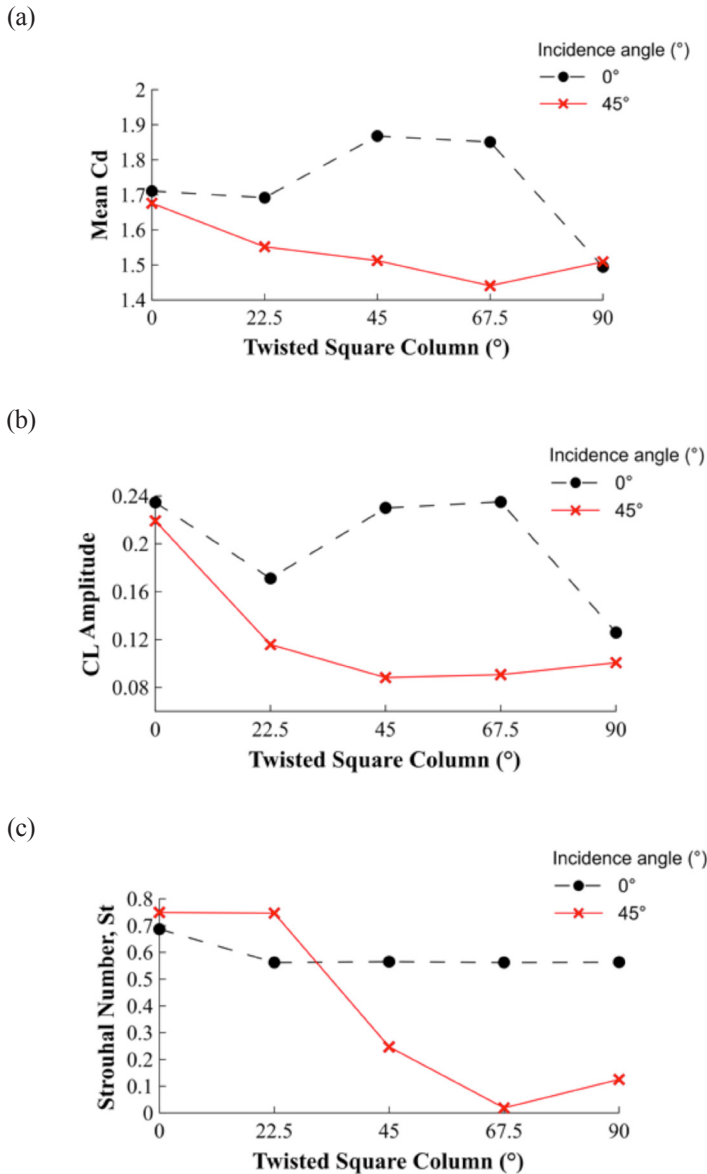 (a)
Incidence angle (°)
0°
45°
2
1.9
1.8
1.7
1.6
1.5
1.4
Mean Cd
0 22.5 45 67.5 90
Twisted Square Column (°)
(b)
Incidence angle (°)
0°
45°
0.24
0.2
0.16
0.12
0.08
CL Amplitude
0 22.5 45 67.5 90
Twisted Square Column (°)
(c)
Incidence angle (°)
0°
45°
0.8
0.7
0.6
0.5
0.4
0.3
0.2
0.1
0
Strouhal Number, St
0 22.5 45 67.5 90
Twisted Square Column (°)